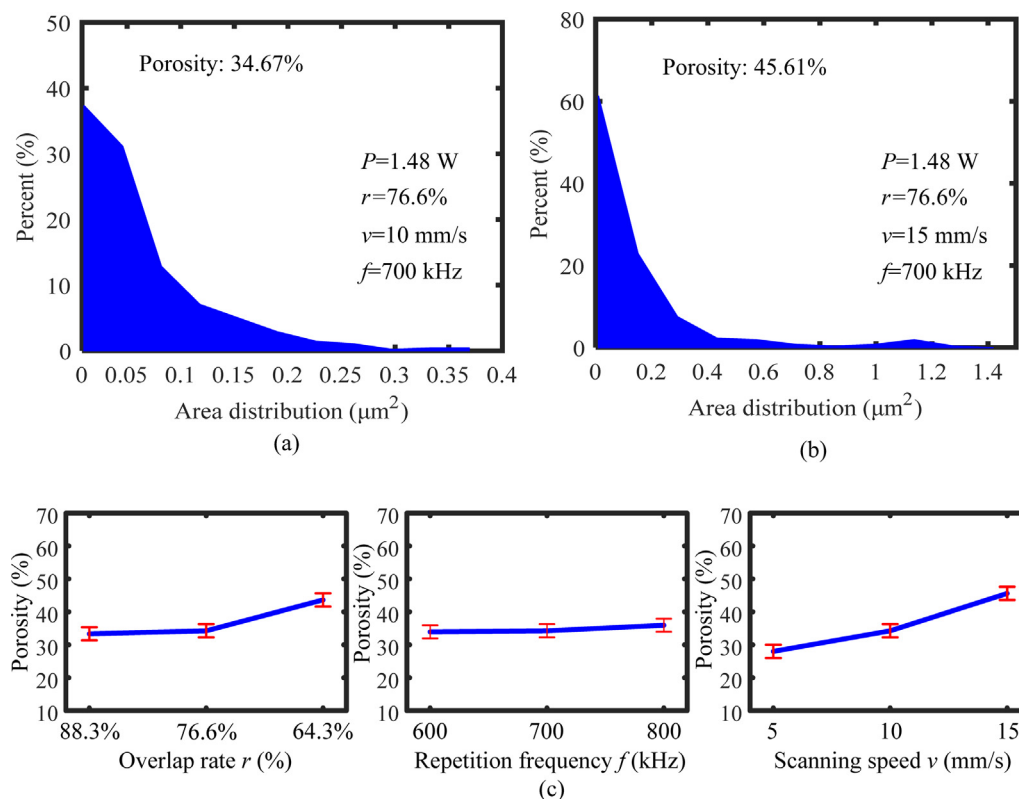 50
40
30
20
10
0
Percent (%)
Porosity: 34.67%
P=1.48 W
r=76.6%
v=10 mm/s
f=700 kHz
0 0.05 0.1 0.15 0.2 0.25 0.3 0.35 0.4
Area distribution (μm²)
(a)
80
60
40
20
0
Percent (%)
Porosity: 45.61%
P=1.48 W
r=76.6%
v=15 mm/s
f=700 kHz
0 0.2 0.4 0.6 0.8 1 1.2 1.4
Area distribution (μm²)
(b)
70
60
50
40
30
20
10
Porosity (%)
88.3% 76.6% 64.3%
Overlap rate r (%)
70
60
50
40
30
20
10
Porosity (%)
600 700 800
Repetition frequency f (kHz)
70
60
50
40
30
20
10
Porosity (%)
5 10 15
Scanning speed v (mm/s)
(c)